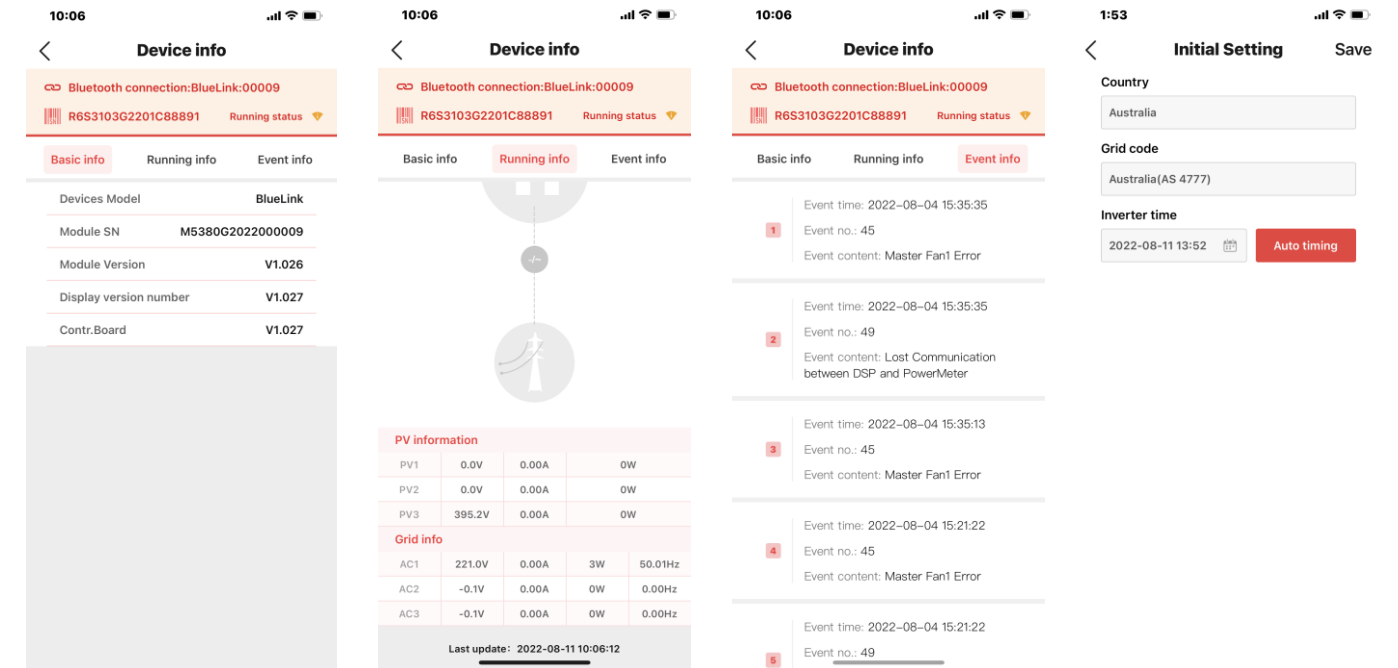 10:06
Device info
Bluetooth connection:BlueLink:00009
R6S3103G2201C88891 Running status
Basic info Running info Event info
Devices Model BlueLink
Module SN M5380G2022000009
Module Version V1.026
Display version number V1.027
Contr.Board V1.027
10:06
Device info
Bluetooth connection:BlueLink:00009
R6S3103G2201C88891 Running status
Basic info Running info Event info
-/~
PV information
PV1 0.0V 0.00A 0W
PV2 0.0V 0.00A 0W
PV3 395.2V 0.00A 0W
Grid info
AC1 221.0V 0.00A 3W 50.01Hz
AC2 -0.1V 0.00A 0W 0.00Hz
AC3 -0.1V 0.00A 0W 0.00Hz
Last update: 2022-08-11 10:06:12
10:06
Device info
Bluetooth connection:BlueLink:00009
R6S3103G2201C88891 Running status
Basic info Running info Event info
Event time: 2022-08-04 15:35:35
1 Event no.: 45
Event content: Master Fan1 Error
Event time: 2022-08-04 15:35:35
2 Event no.: 49
Event content: Lost Communication
between DSP and PowerMeter
Event time: 2022-08-04 15:35:13
3 Event no.: 45
Event content: Master Fan1 Error
Event time: 2022-08-04 15:21:22
4 Event no.: 45
Event content: Master Fan1 Error
Event time: 2022-08-04 15:21:22
5 Event no.: 49
1:53
Initial Setting Save
Country
Australia
Grid code
Australia(AS 4777)
Inverter time
2022-08-11 13:52 Auto timing